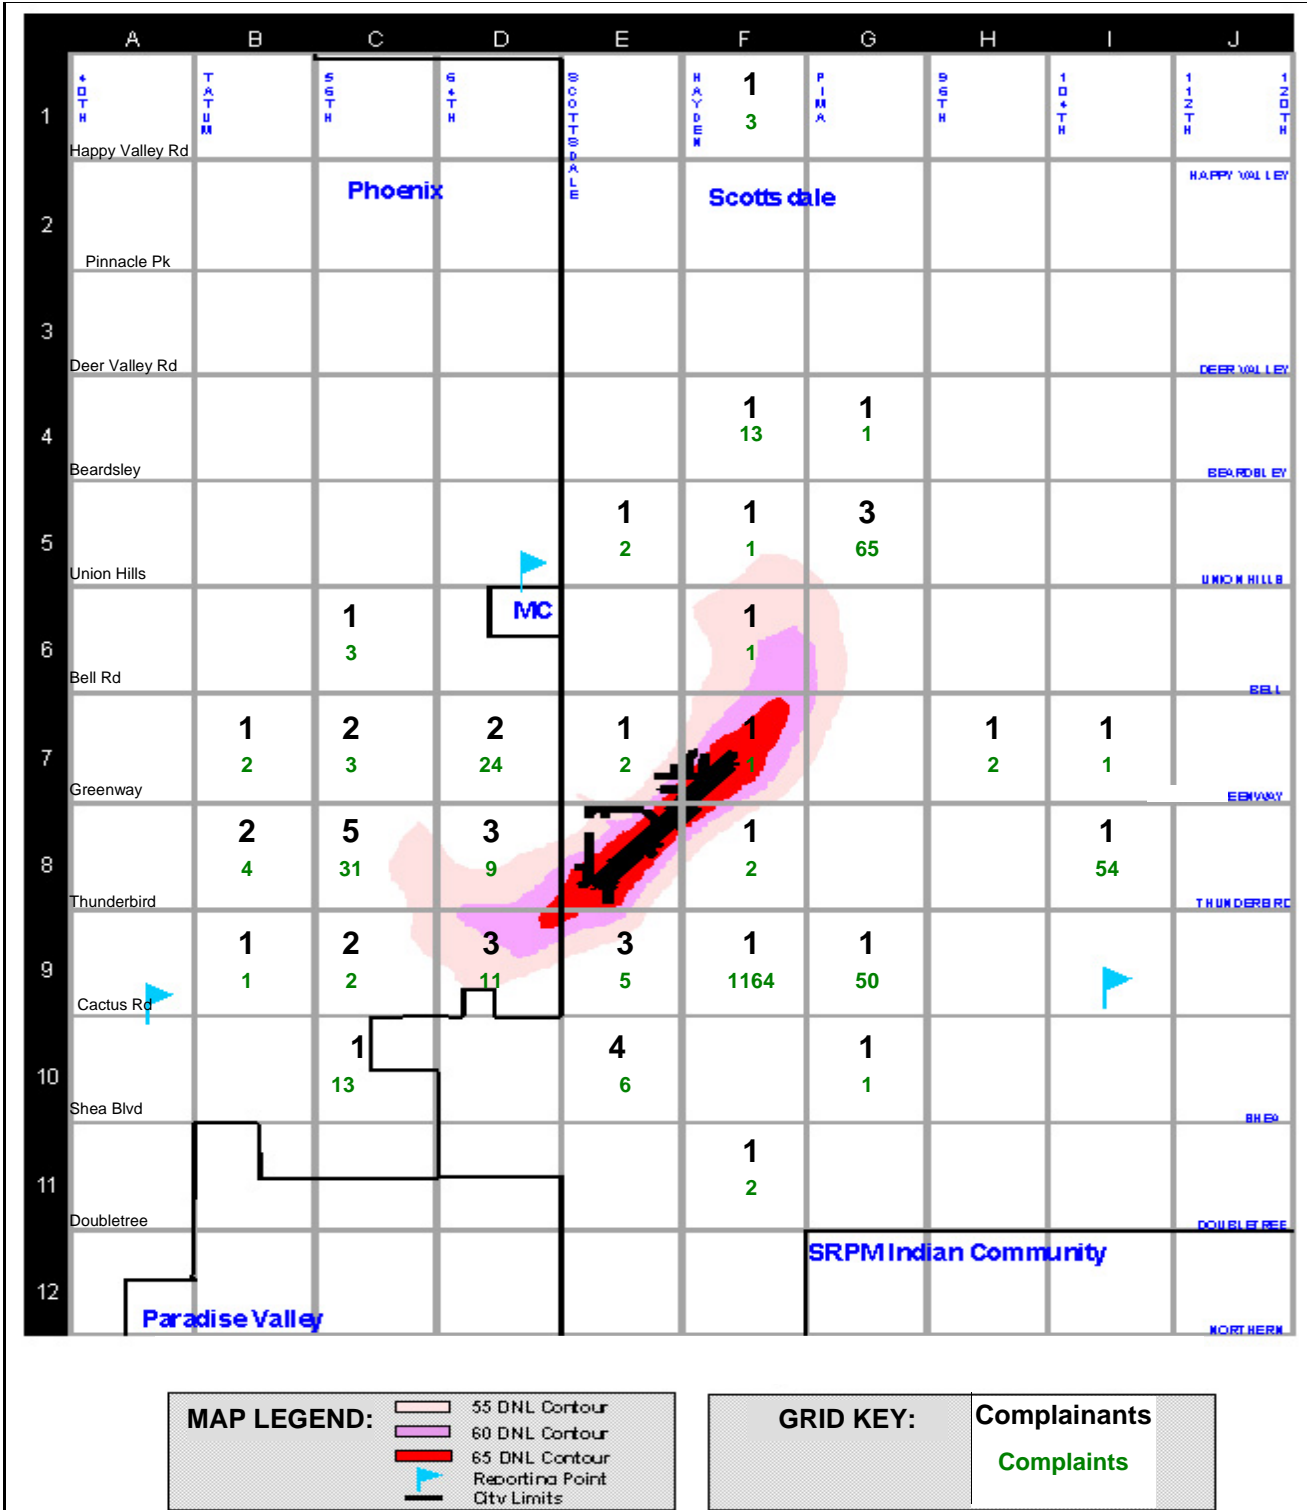 A B C D E F G H I J
40TH TATUM 56TH 64TH SCOTTSDALE HAYDEN PIMA 96TH 104TH 112TH 120TH
1
1
3
Happy Valley Rd
HAPPY VALLEY
Phoenix
Scotts dale
2
Pinnacle Pk
3
Deer Valley Rd
DEER VALLEY
1 1
4
13 1
Beardsley
BEARDSLEY
1 1 3
5
2 1 65
Union Hills
UNION HILLS
MC
1 1
6
3 1
Bell Rd
BELL
1 2 2 1 1 1 1
7
2 3 24 2 1 2 1
Greenway
EENWAY
2 5 3 1 1
8
4 31 9 2 54
Thunderbird
THUNDERBIRD
1 2 3 3 1 1
9
1 2 11 5 1164 50
Cactus Rd
1 4 1
10
13 6 1
Shea Blvd
SHEA
1
11
2
Doubletree
DOUBLETREE
SRPM Indian Community
12
Paradise Valley
NORTHERN
MAP LEGEND:
55 DNL Contour
60 DNL Contour
65 DNL Contour
Reporting Point
City Limits
GRID KEY:
Complainants
Complaints